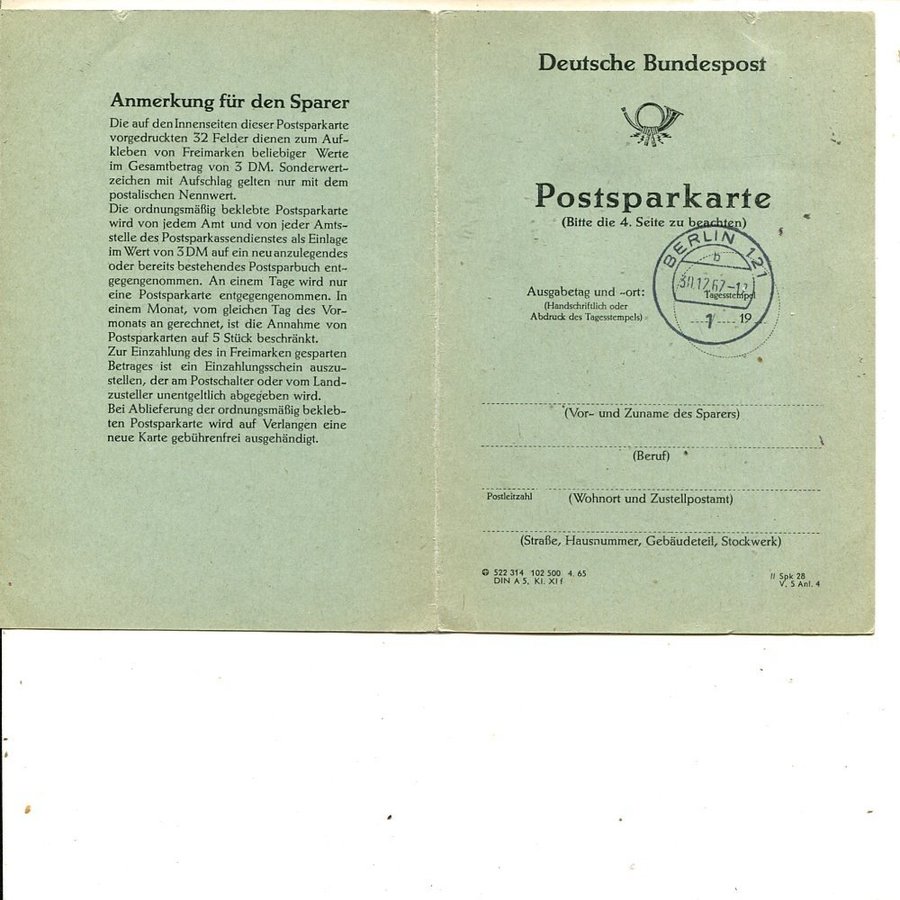 Anmerkung für den Sparer
Die auf den Innenseiten dieser Postsparkarte
vorgedruckten 32 Felder dienen zum Auf-
kleben von Freimarken beliebiger Werte
im Gesamtbetrag von 3 DM. Sonderwert-
zeichen mit Aufschlag gelten nur mit dem
postalischen Nennwert.
Die ordnungsmäßig beklebte Postsparkarte
wird von jedem Amt und von jeder Amts-
stelle des Postsparkassendienstes als Einlage
im Wert von 3 DM auf ein neu anzulegendes
oder bereits bestehendes Postsparbuch ent-
gegengenommen. An einem Tage wird nur
eine Postsparkarte entgegengenommen. In
einem Monat, vom gleichen Tag des Vor-
monats an gerechnet, ist die Annahme von
Postsparkarten auf 5 Stück beschränkt.
Zur Einzahlung des in Freimarken gesparten
Betrages ist ein Einzahlungsschein auszu-
stellen, der am Postschalter oder vom Land-
zusteller unentgeltlich abgegeben wird.
Bei Ablieferung der ordnungsmäßig bekleb-
ten Postsparkarte wird auf Verlangen eine
neue Karte gebührenfrei ausgehändigt.
Deutsche Bundespost
Postsparkarte
(Bitte die 4. Seite zu beachten)
BERLIN 121
b
30.12.67-12
1
Ausgabetag und -ort:
(Handschriftlich oder
Abdruck des Tagesstempels)
Tagesstempel
19
(Vor- und Zuname des Sparers)
(Beruf)
Postleitzahl
(Wohnort und Zustellpostamt)
(Straße, Hausnummer, Gebäudeteil, Stockwerk)
522 314 102 500 4. 65
DIN A 5, Kl. XI f
// Spk 28
V, 5 Anl. 4